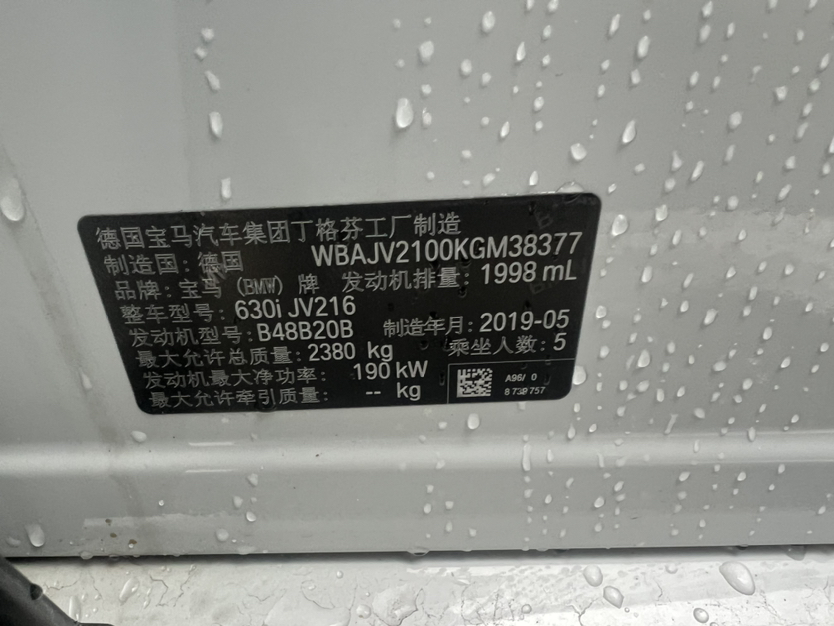 德国宝马汽车集团丁格芬工厂制造
制造国：德国 WBAJV2100KGM38377
品牌：宝马 (BMW) 牌 发动机排量：1998 mL
整车型号：630i JV216
发动机型号：B48B20B 制造年月：2019-05
最大允许总质量：2380 kg 乘坐人数：5
发动机最大净功率： 190 kW
最大允许牵引质量： -- kg
A96/ 0
8 739 757